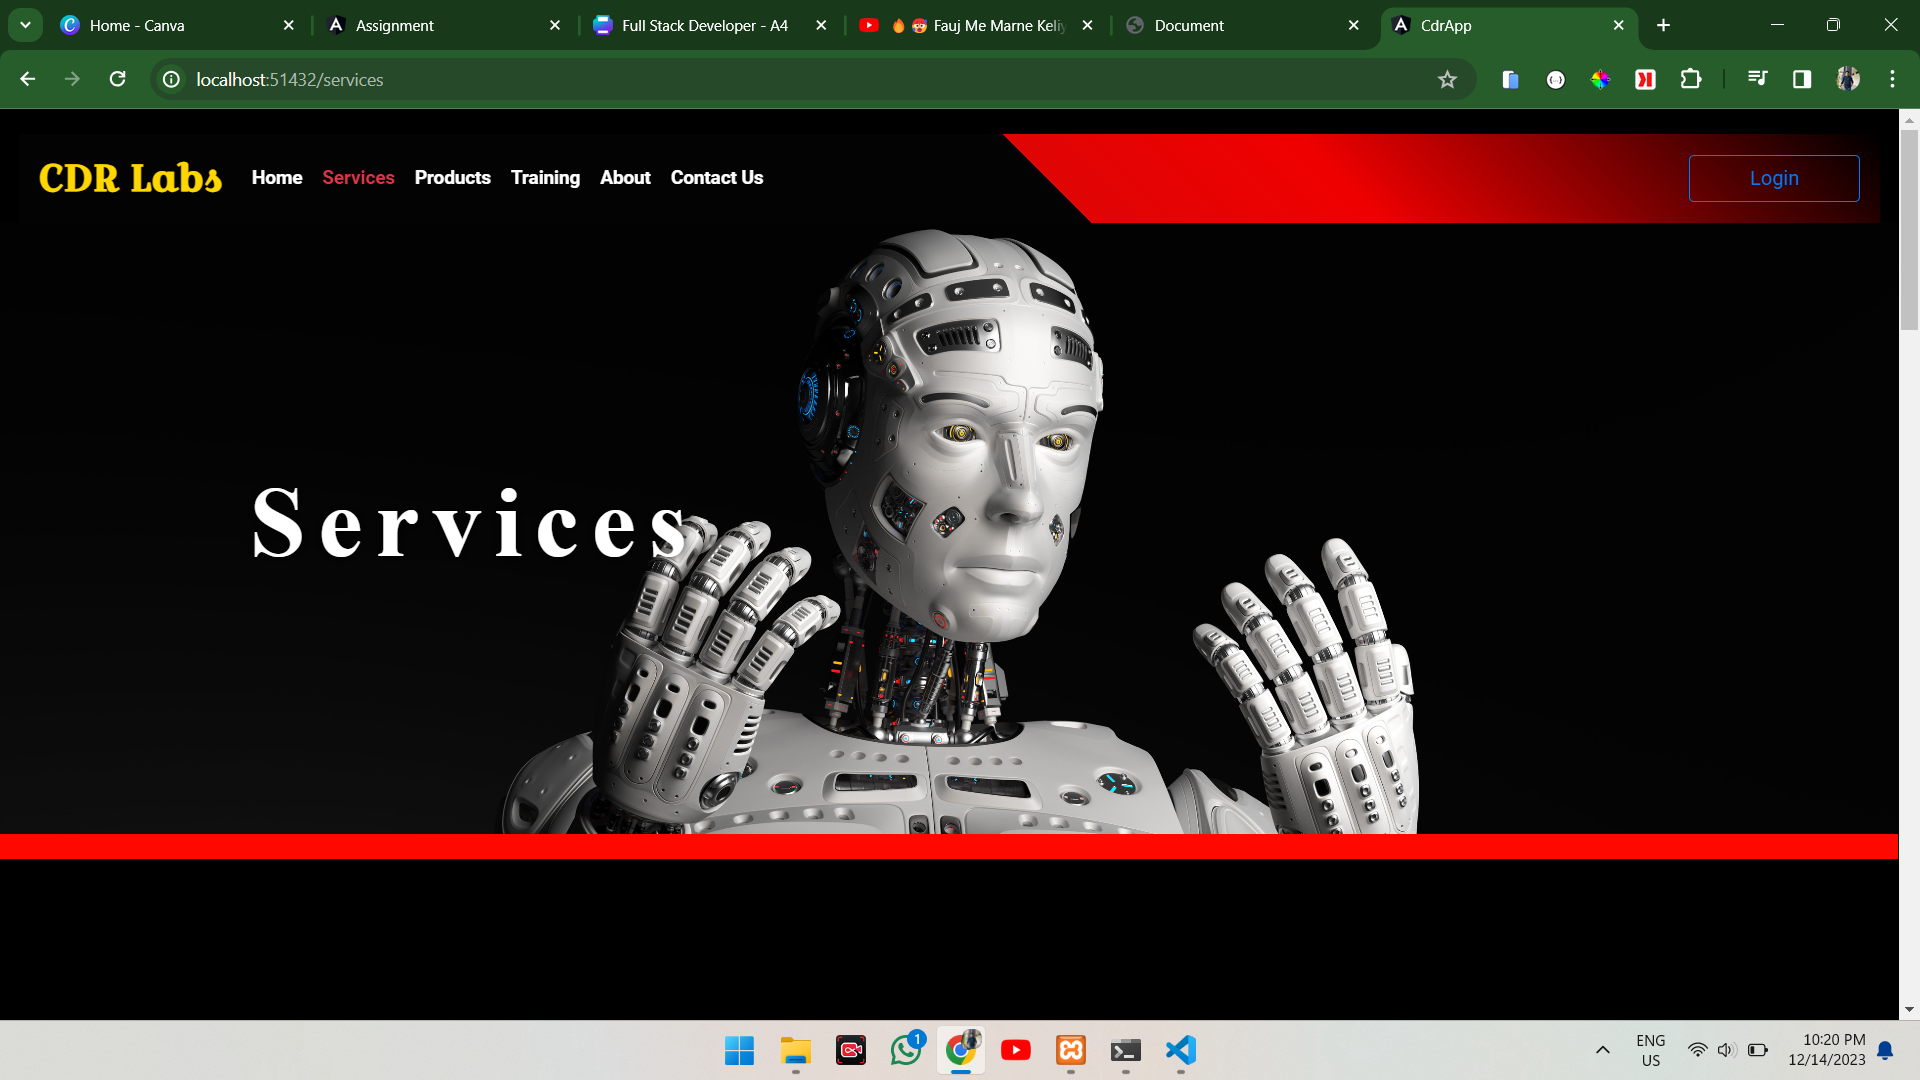 Home - Canva
Assignment
Full Stack Developer - A4
🔥 Fauj Me Marne Keliy
Document
CdrApp
localhost:51432/services
CDR Labs
Home Services Products Training About Contact Us
Login
Services
1
ENG
US
10:20 PM
12/14/2023